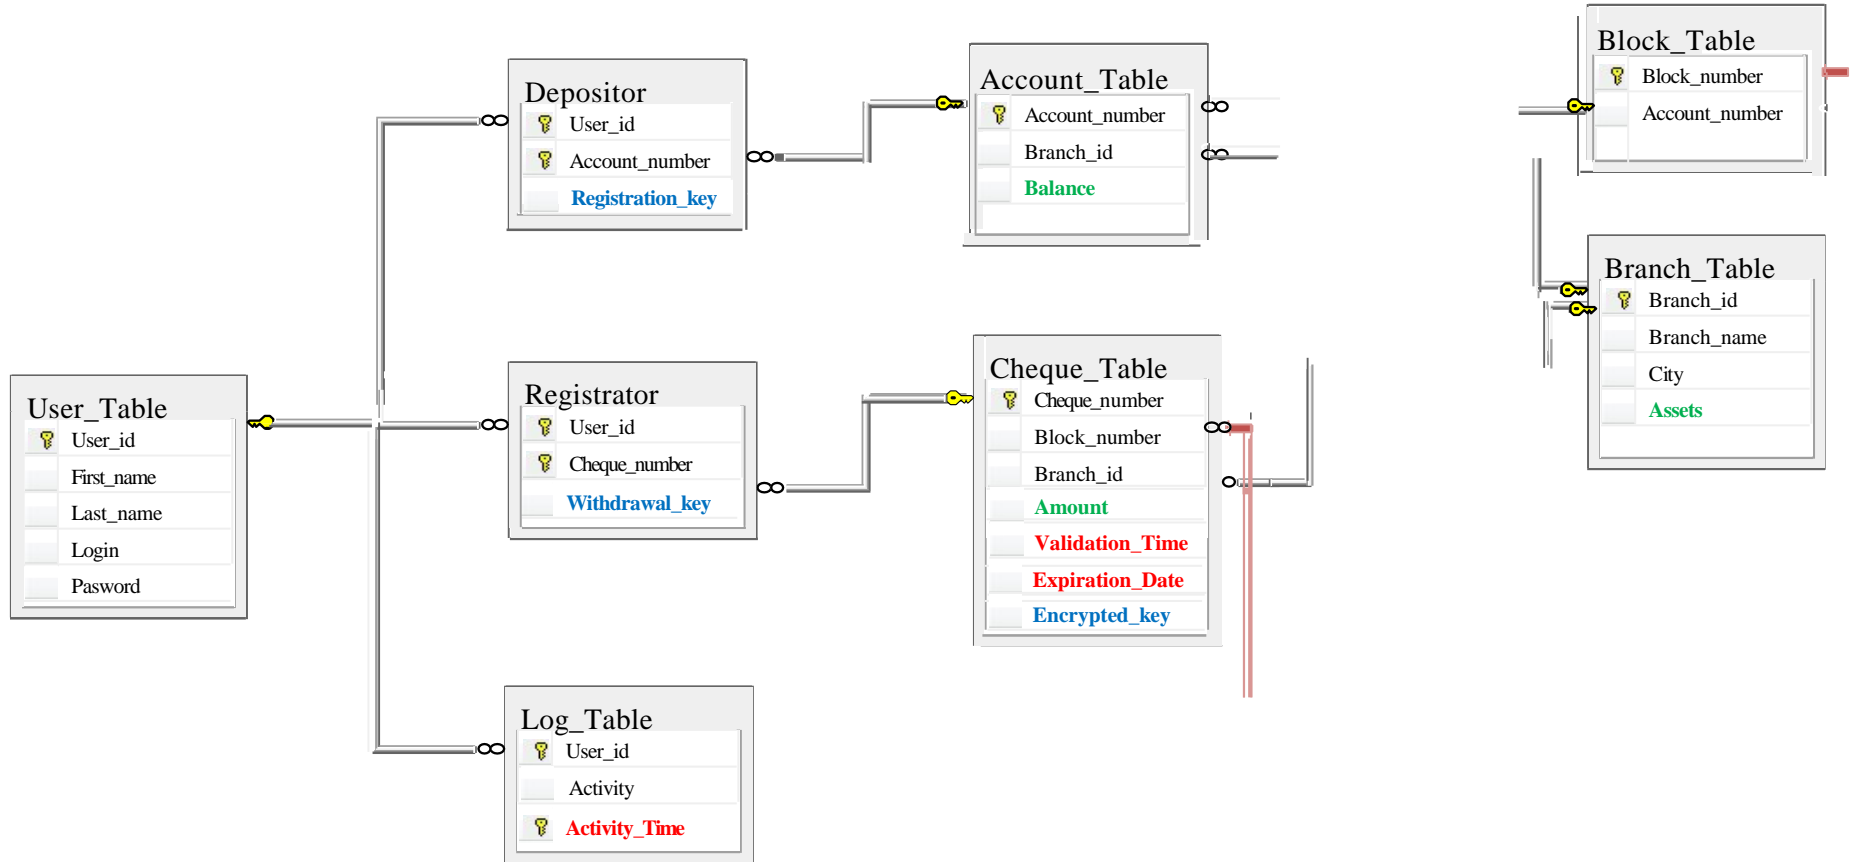 Depositor
User_id
Account_number
Registration_key
Account_Table
Account_number
Branch_id
Balance
Block_Table
Block_number
Account_number
Branch_Table
Branch_id
Branch_name
City
Assets
User_Table
User_id
First_name
Last_name
Login
Pasword
Registrator
User_id
Cheque_number
Withdrawal_key
Cheque_Table
Cheque_number
Block_number
Branch_id
Amount
Validation_Time
Expiration_Date
Encrypted_key
Log_Table
User_id
Activity
Activity_Time